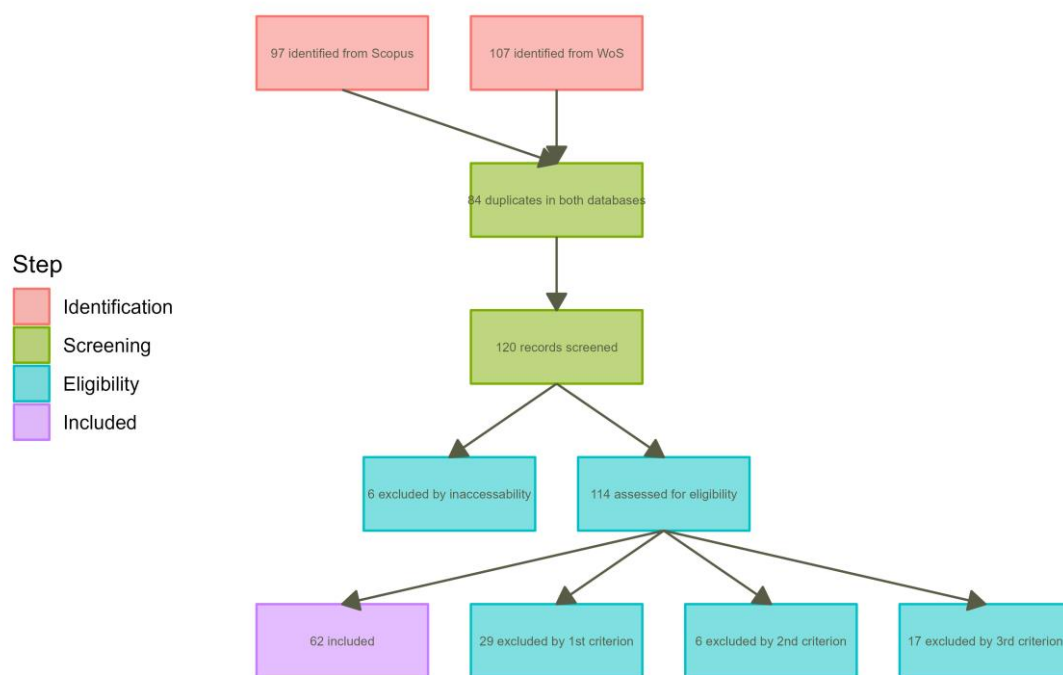 97 identified from Scopus
107 identified from WoS
84 duplicates in both databases
Step
Identification
Screening
Eligibility
Included
120 records screened
6 excluded by inaccessability
114 assessed for eligibility
62 included
29 excluded by 1st criterion
6 excluded by 2nd criterion
17 excluded by 3rd criterion